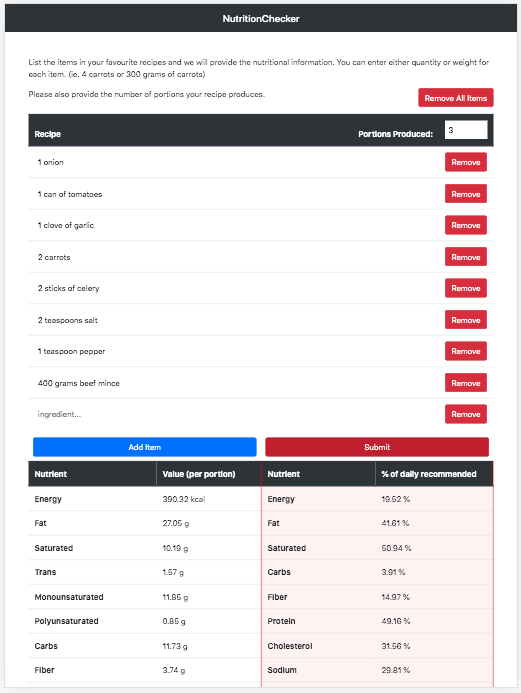 NutritionChecker
List the items in your favourite recipes and we will provide the nutritional information. You can enter either quantity or weight for
each item. (ie. 4 carrots or 300 grams of carrots)
Please also provide the number of portions your recipe produces.
Remove All Items
Recipe Portions Produced: 3
1 onion Remove
1 can of tomatoes Remove
1 clove of garlic Remove
2 carrots Remove
2 sticks of celery Remove
2 teaspoons salt Remove
1 teaspoon pepper Remove
400 grams beef mince Remove
ingredient... Remove
Add Item Submit
Nutrient Value (per portion) Nutrient % of daily recommended
Energy 390.32 kcal Energy 19.52 %
Fat 27.05 g Fat 41.61 %
Saturated 10.19 g Saturated 50.94 %
Trans 1.57 g Carbs 3.91 %
Monounsaturated 11.85 g Fiber 14.97 %
Polyunsaturated 0.85 g Protein 49.16 %
Carbs 11.73 g Cholesterol 31.56 %
Fiber 3.74 g Sodium 29.81 %